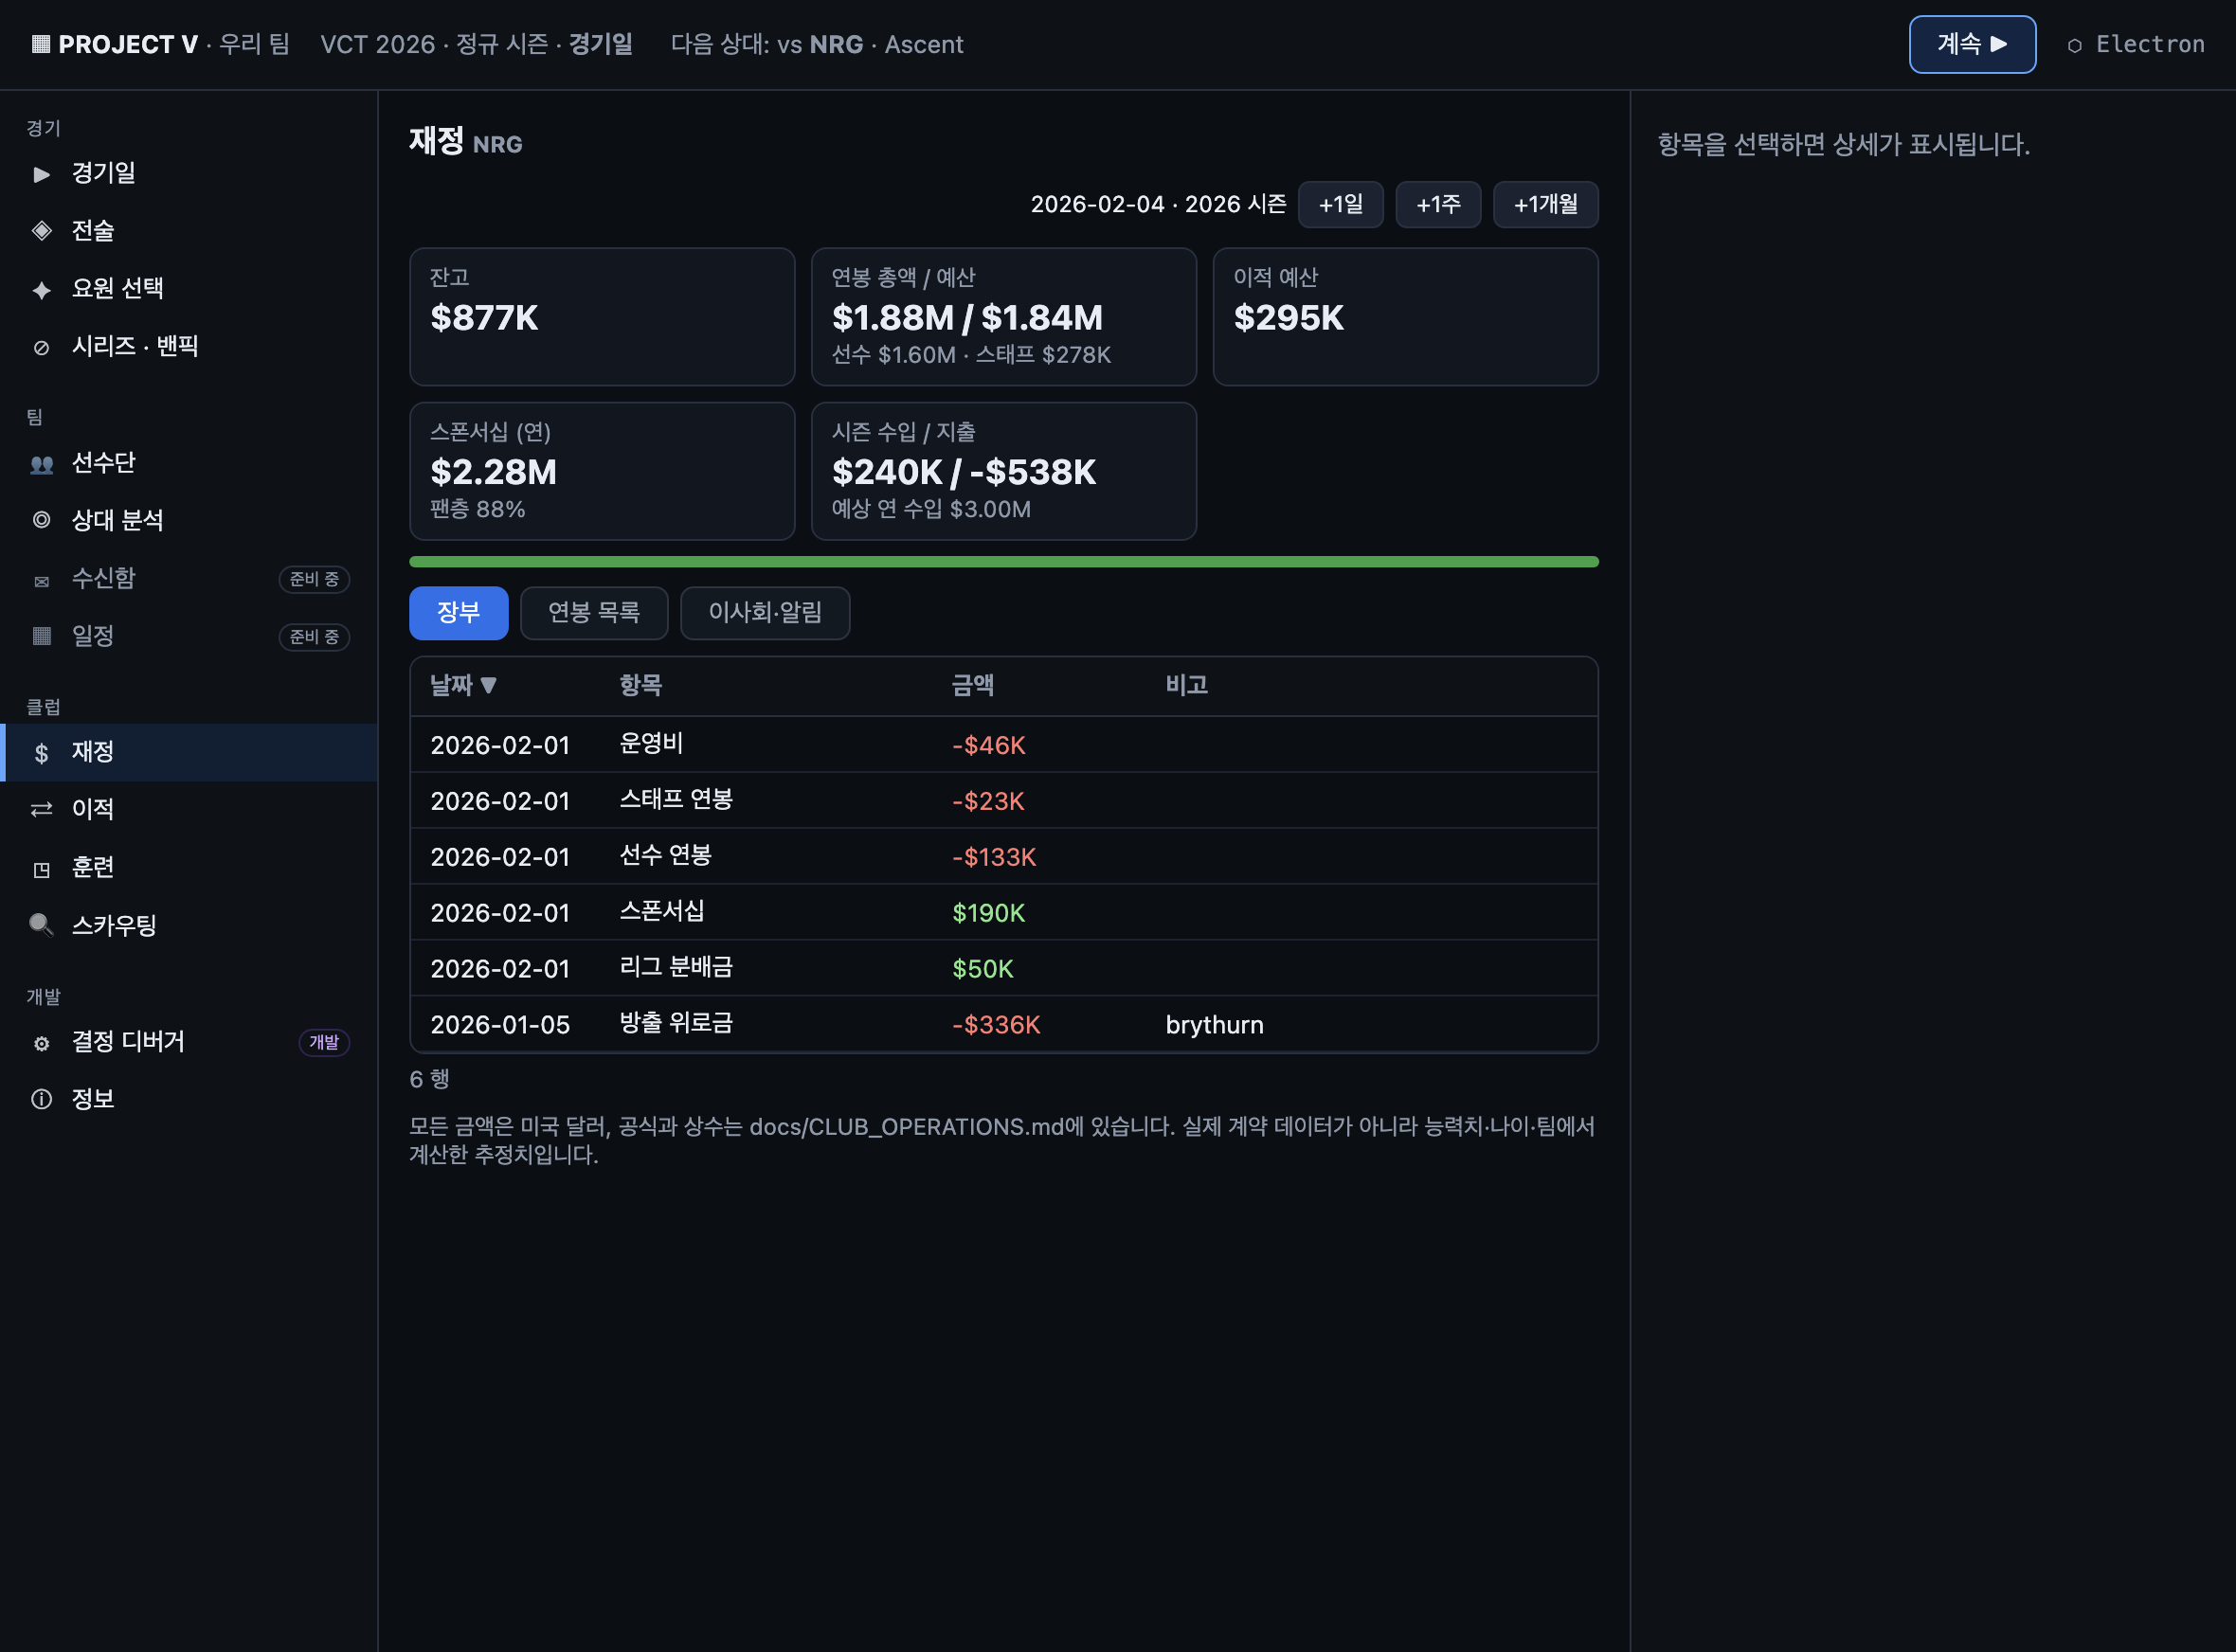 PROJECT V · 우리 팀 VCT 2026 · 정규 시즌 · 경기일 다음 상대: vs NRG · Ascent 계속 ▶ Electron
경기
경기일
전술
요원 선택
시리즈 · 밴픽
팀
선수단
상대 분석
수신함 준비 중
일정 준비 중
클럽
$ 재정
이적
훈련
스카우팅
개발
결정 디버거 개발
정보
재정 NRG
2026-02-04 · 2026 시즌 +1일 +1주 +1개월
잔고
$877K
연봉 총액 / 예산
$1.88M / $1.84M
선수 $1.60M · 스태프 $278K
이적 예산
$295K
스폰서십 (연)
$2.28M
팬층 88%
시즌 수입 / 지출
$240K / -$538K
예상 연 수입 $3.00M
장부 연봉 목록 이사회·알림
날짜 ▼ 항목 금액 비고
2026-02-01 운영비 -$46K
2026-02-01 스태프 연봉 -$23K
2026-02-01 선수 연봉 -$133K
2026-02-01 스폰서십 $190K
2026-02-01 리그 분배금 $50K
2026-01-05 방출 위로금 -$336K brythurn
6 행
모든 금액은 미국 달러, 공식과 상수는 docs/CLUB_OPERATIONS.md에 있습니다. 실제 계약 데이터가 아니라 능력치·나이·팀에서
계산한 추정치입니다.
항목을 선택하면 상세가 표시됩니다.